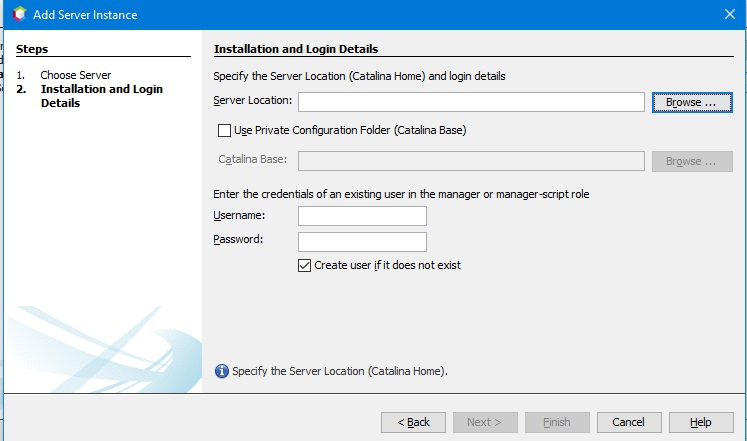 Add Server Instance
Steps
1. Choose Server
2. Installation and Login
Details
Installation and Login Details
Specify the Server Location (Catalina Home) and login details
Server Location:
Browse ...
Use Private Configuration Folder (Catalina Base)
Catalina Base:
Browse ...
Enter the credentials of an existing user in the manager or manager-script role
Username:
Password:
Create user if it does not exist
Specify the Server Location (Catalina Home).
< Back
Next >
Finish
Cancel
Help